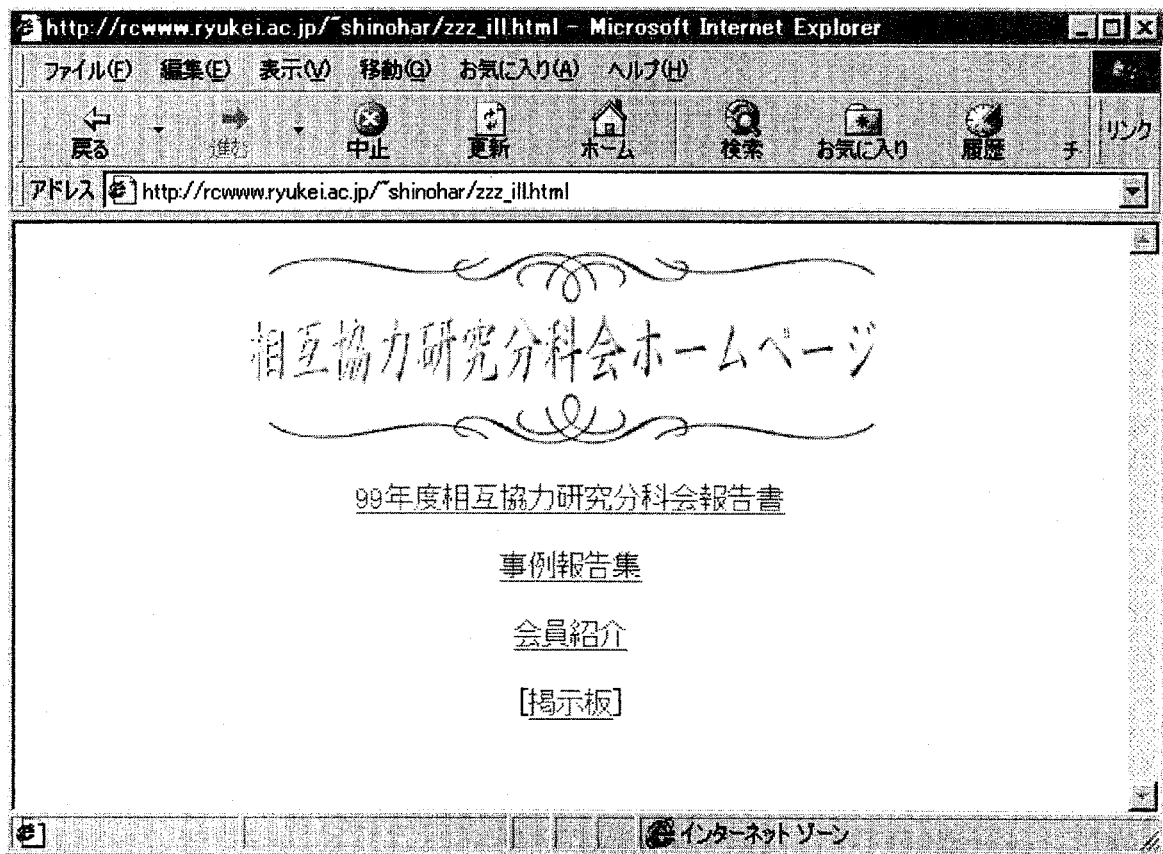 http://rcwww.ryukei.ac.jp/~shinohar/zzz_ill.html - Microsoft Internet Explorer
ファイル(F) 編集(E) 表示(V) 移動(G) お気に入り(A) ヘルプ(H)
戻る 進む 中止 更新 ホーム 検索 お気に入り 履歴 チ リンク
アドレス http://rcwww.ryukei.ac.jp/~shinohar/zzz_ill.html
相互協力研究分科会ホームページ
99年度相互協力研究分科会報告書
事例報告集
会員紹介
[掲示板]
インターネット ゾーン